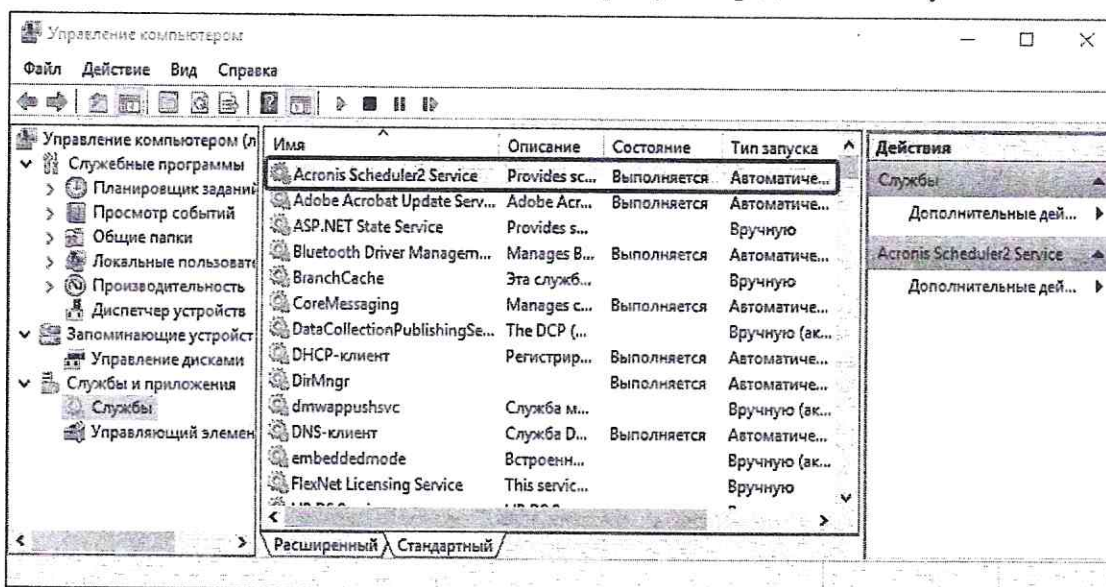 Управление компьютером
Файл Действие Вид Справка
Управление компьютером (л
Служебные программы
Планировщик заданий
Просмотр событий
Общие папки
Локальные пользовате
Производительность
Диспетчер устройств
Запоминающие устройст
Управление дисками
Службы и приложения
Службы
Управляющий элемен
Имя Описание Состояние Тип запуска
Acronis Scheduler2 Service Provides sc... Выполняется Автоматиче...
Adobe Acrobat Update Serv... Adobe Acr... Выполняется Автоматиче...
ASP.NET State Service Provides s... Вручную
Bluetooth Driver Managem... Manages B... Выполняется Автоматиче...
BranchCache Эта служб... Вручную
CoreMessaging Manages c... Выполняется Автоматиче...
DataCollectionPublishingSe... The DCP (... Вручную (ак...
DHCP-клиент Регистрир... Выполняется Автоматиче...
DirMngr Выполняется Автоматиче...
dmwappushsvc Служба м... Вручную (ак...
DNS-клиент Служба D... Выполняется Автоматиче...
embeddedmode Встроенн... Вручную (ак...
FlexNet Licensing Service This servic... Вручную
Расширенный Стандартный
Действия
Службы
Дополнительные дей...
Acronis Scheduler2 Service
Дополнительные дей...